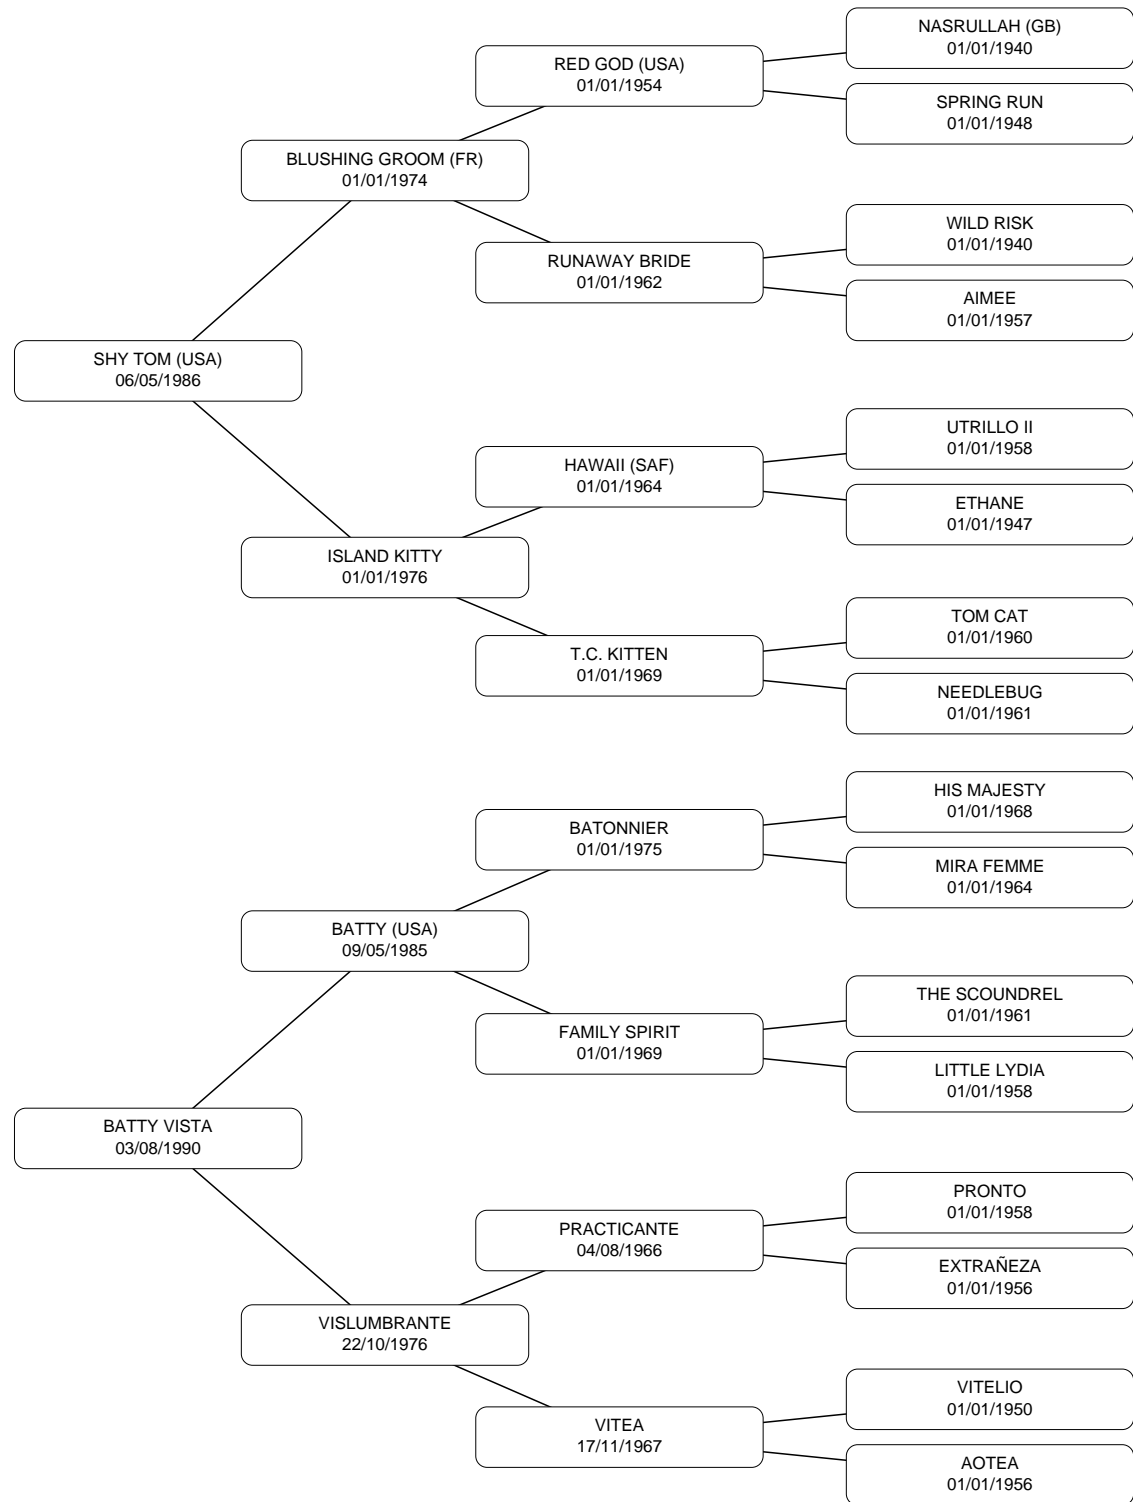 NASRULLAH (GB)
01/01/1940
RED GOD (USA)
01/01/1954
SPRING RUN
01/01/1948
BLUSHING GROOM (FR)
01/01/1974
WILD RISK
01/01/1940
RUNAWAY BRIDE
01/01/1962
AIMEE
01/01/1957
SHY TOM (USA)
06/05/1986
UTRILLO II
01/01/1958
HAWAII (SAF)
01/01/1964
ETHANE
01/01/1947
ISLAND KITTY
01/01/1976
TOM CAT
01/01/1960
T.C. KITTEN
01/01/1969
NEEDLEBUG
01/01/1961
HIS MAJESTY
01/01/1968
BATONNIER
01/01/1975
MIRA FEMME
01/01/1964
BATTY (USA)
09/05/1985
THE SCOUNDREL
01/01/1961
FAMILY SPIRIT
01/01/1969
LITTLE LYDIA
01/01/1958
BATTY VISTA
03/08/1990
PRONTO
01/01/1958
PRACTICANTE
04/08/1966
EXTRAÑEZA
01/01/1956
VISLUMBRANTE
22/10/1976
VITELIO
01/01/1950
VITEA
17/11/1967
AOTEA
01/01/1956